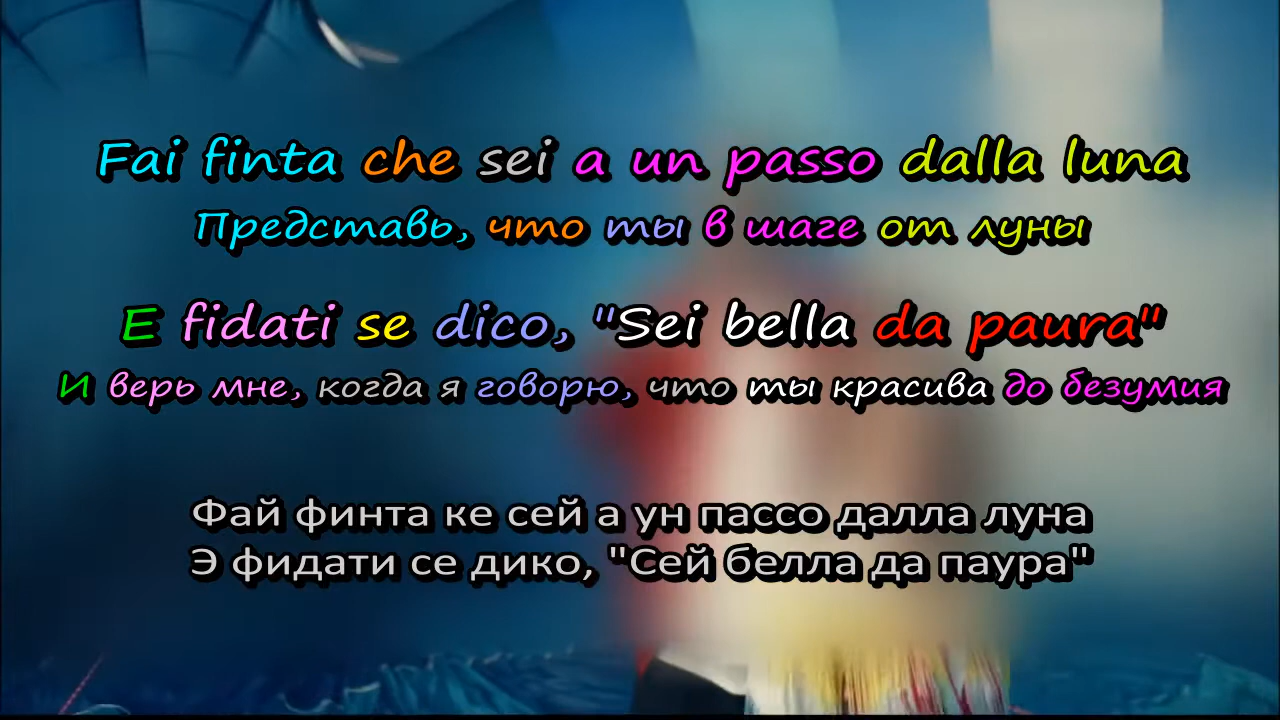 Fai finta che sei a un passo dalla luna
Представь, что ты в шаге от луны
E fidati se dico, "Sei bella da paura"
И верь мне, когда я говорю, что ты красива до безумия
Фай финта ке сей а ун пассо далла луна
Э фидати се дико, "Сей белла да паура"